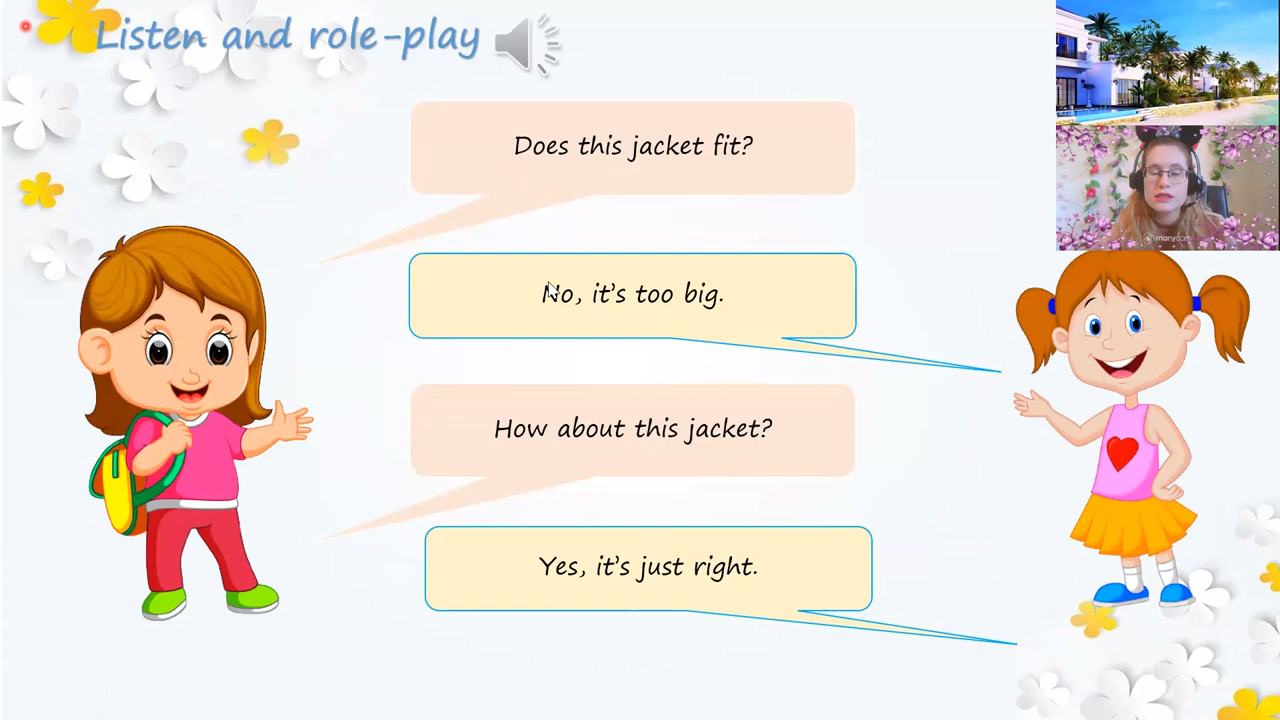 Listen and role-play
Does this jacket fit?
No, it's too big.
How about this jacket?
Yes, it's just right.
manycam